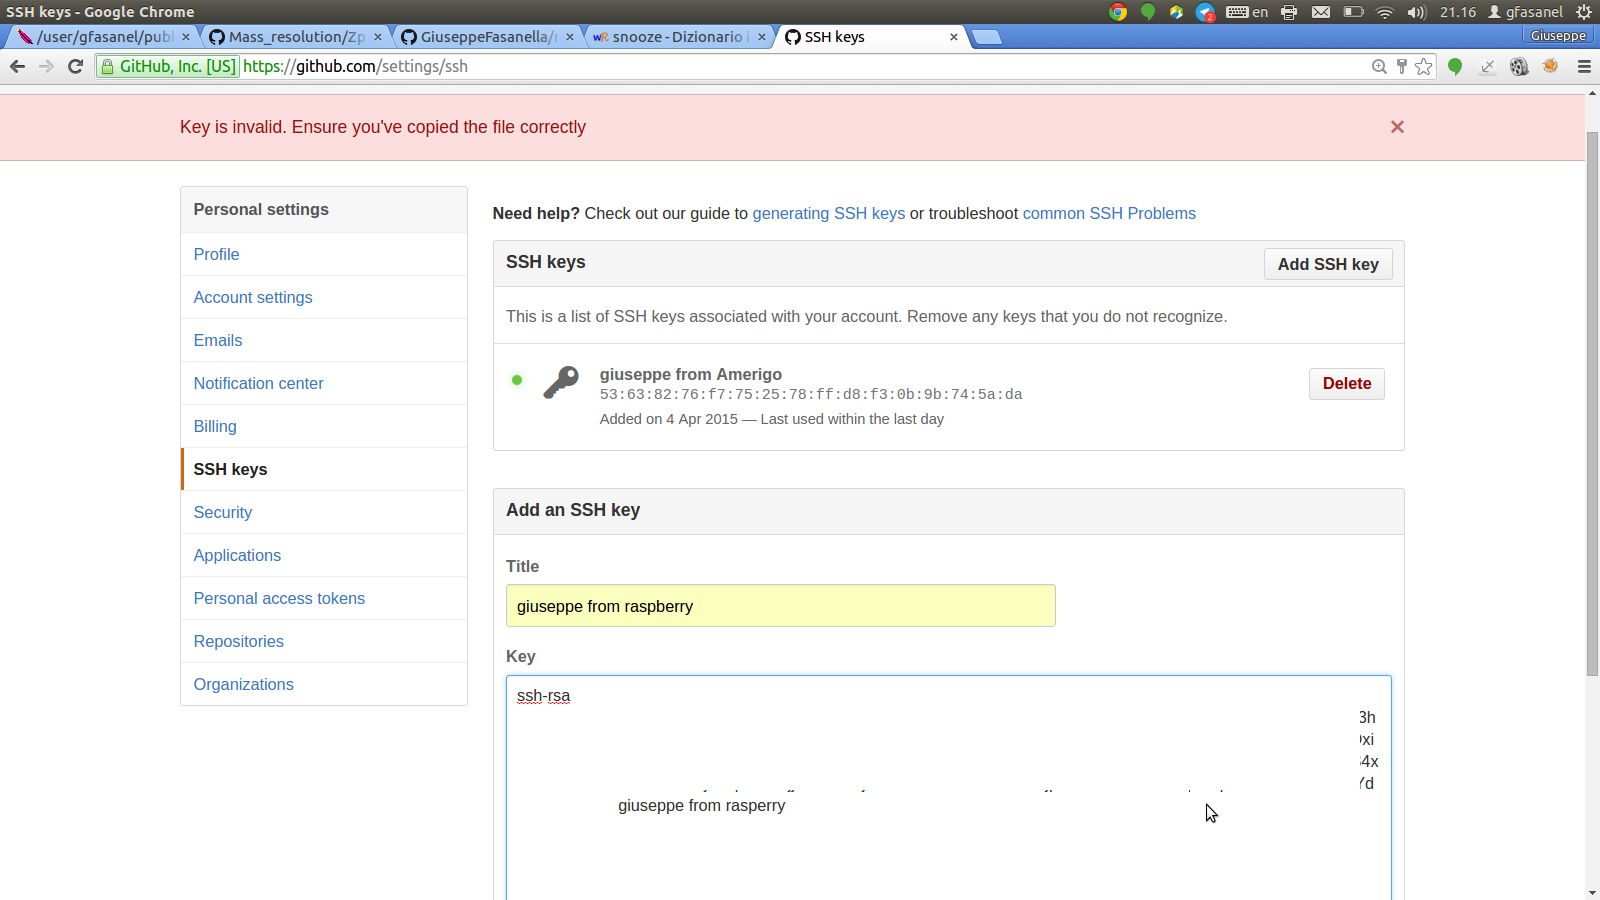 SSH keys - Google Chrome
en
2
21.16
gfasanel
/user/gfasanel/publ
Mass_resolution/Zp
GiuseppeFasanella/r
wR snooze - Dizionario i
SSH keys
Giuseppe
GitHub, Inc. [US] https://github.com/settings/ssh
Key is invalid. Ensure you've copied the file correctly
Personal settings
Profile
Account settings
Emails
Notification center
Billing
SSH keys
Security
Applications
Personal access tokens
Repositories
Organizations
Need help? Check out our guide to generating SSH keys or troubleshoot common SSH Problems
SSH keys
Add SSH key
This is a list of SSH keys associated with your account. Remove any keys that you do not recognize.
giuseppe from Amerigo
53:63:82:76:f7:75:25:78:ff:d8:f3:0b:9b:74:5a:da
Added on 4 Apr 2015 — Last used within the last day
Delete
Add an SSH key
Title
giuseppe from raspberry
Key
ssh-rsa
3h
xi
4x
Yd
giuseppe from rasperry